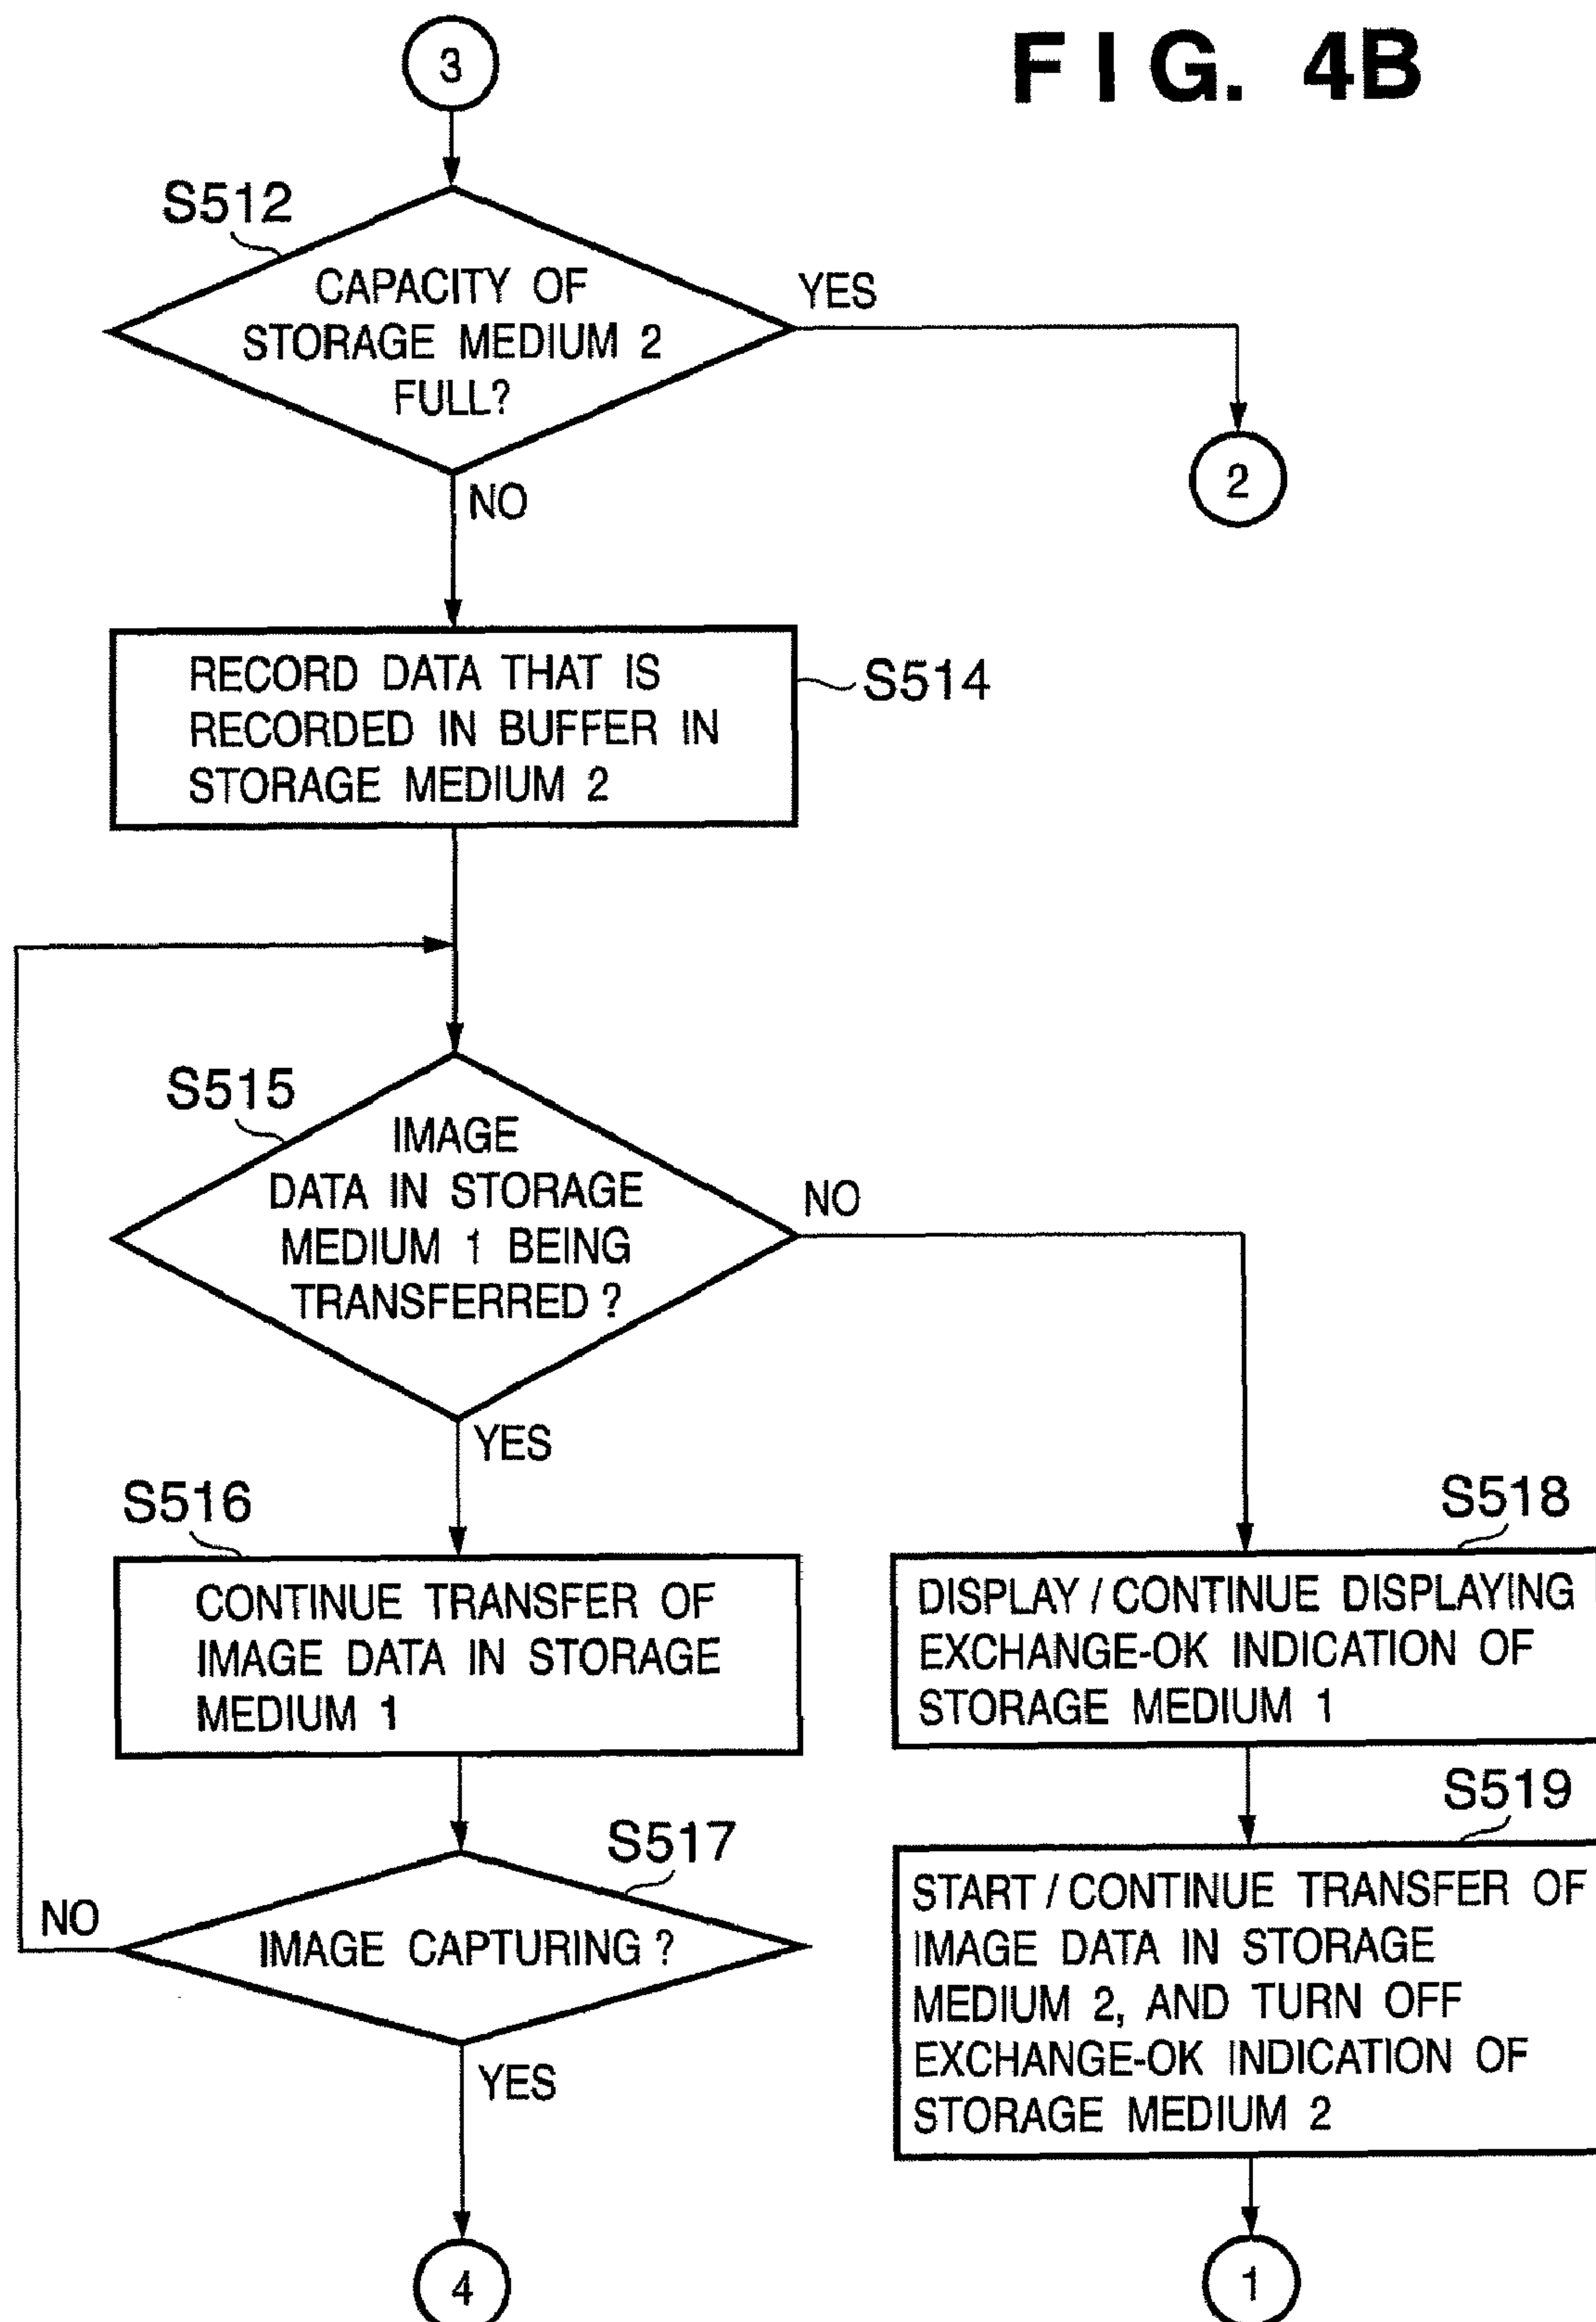 FIG. 4B
3
S512
CAPACITY OF
STORAGE MEDIUM 2
FULL?
YES
2
NO
RECORD DATA THAT IS
RECORDED IN BUFFER IN
STORAGE MEDIUM 2
S514
S515
IMAGE
DATA IN STORAGE
MEDIUM 1 BEING
TRANSFERRED ?
NO
YES
S516
CONTINUE TRANSFER OF
IMAGE DATA IN STORAGE
MEDIUM 1
S518
DISPLAY / CONTINUE DISPLAYING
EXCHANGE-OK INDICATION OF
STORAGE MEDIUM 1
S517
IMAGE CAPTURING ?
NO
YES
4
S519
START / CONTINUE TRANSFER OF
IMAGE DATA IN STORAGE
MEDIUM 2, AND TURN OFF
EXCHANGE-OK INDICATION OF
STORAGE MEDIUM 2
1